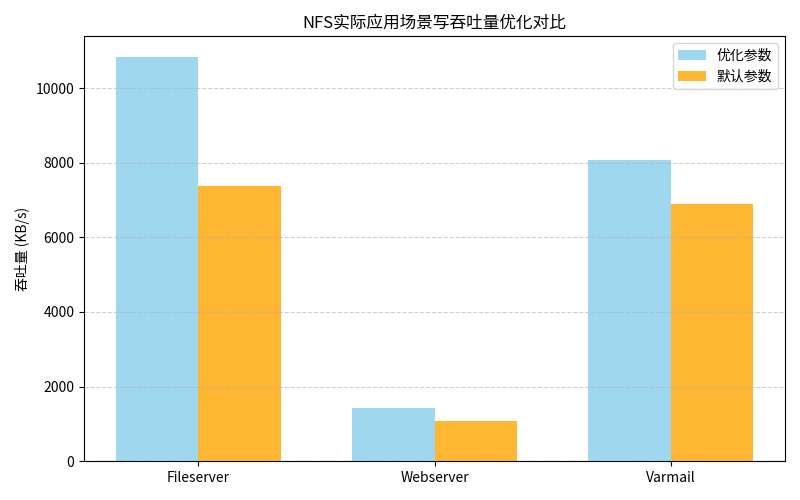 NFS实际应用场景写吞吐量优化对比
优化参数
默认参数
吞吐量 (KB/s)
10000
8000
6000
4000
2000
0
Fileserver
Webserver
Varmail